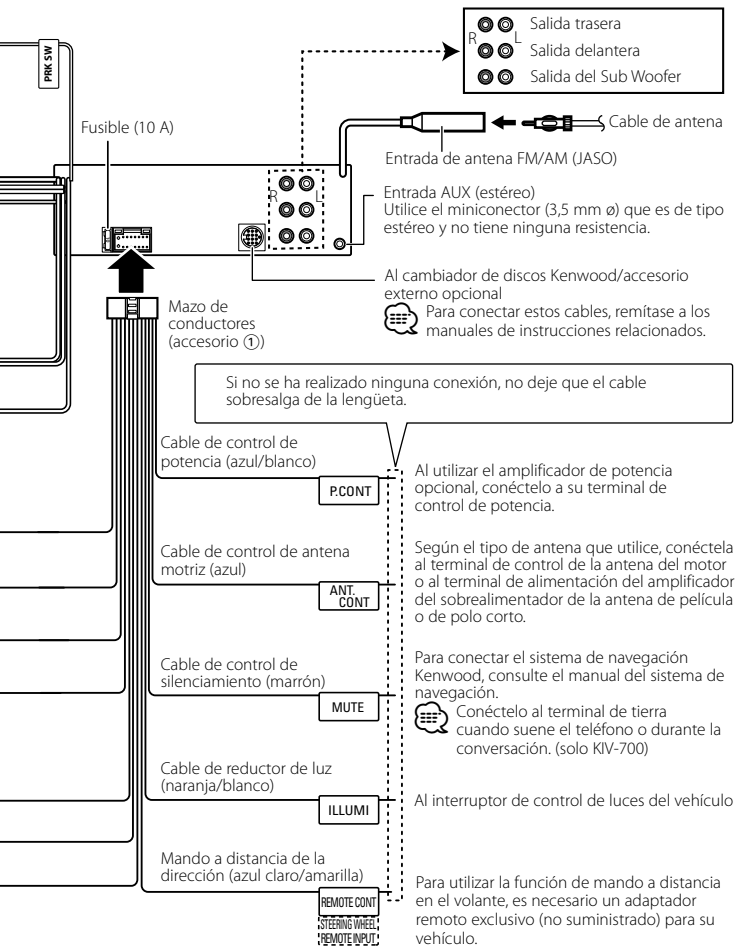 R
L
Salida trasera
Salida delantera
Salida del Sub Woofer
PRK SW
Fusible (10 A)
Cable de antena
Entrada de antena FM/AM (JASO)
R
L
Entrada AUX (estéreo)
Utilice el miniconector (3,5 mm ø) que es de tipo
estéreo y no tiene ninguna resistencia.
Al cambiador de discos Kenwood/accesorio
externo opcional
Para conectar estos cables, remítase a los
manuales de instrucciones relacionados.
Mazo de
conductores
(accesorio ①)
Si no se ha realizado ninguna conexión, no deje que el cable
sobresalga de la lengüeta.
Cable de control de
potencia (azul/blanco)
P.CONT
Al utilizar el amplificador de potencia
opcional, conéctelo a su terminal de
control de potencia.
Cable de control de antena
motriz (azul)
ANT.
CONT
Según el tipo de antena que utilice, conéctela
al terminal de control de la antena del motor
o al terminal de alimentación del amplificador
del sobrealimentador de la antena de película
o de polo corto.
Cable de control de
silenciamiento (marrón)
MUTE
Para conectar el sistema de navegación
Kenwood, consulte el manual del sistema de
navegación.
Conéctelo al terminal de tierra
cuando suene el teléfono o durante la
conversación. (solo KIV-700)
Cable de reductor de luz
(naranja/blanco)
ILLUMI
Al interruptor de control de luces del vehículo
Mando a distancia de la
dirección (azul claro/amarilla)
REMOTE CONT
STEERING WHEEL
REMOTE INPUT
Para utilizar la función de mando a distancia
en el volante, es necesario un adaptador
remoto exclusivo (no suministrado) para su
vehículo.